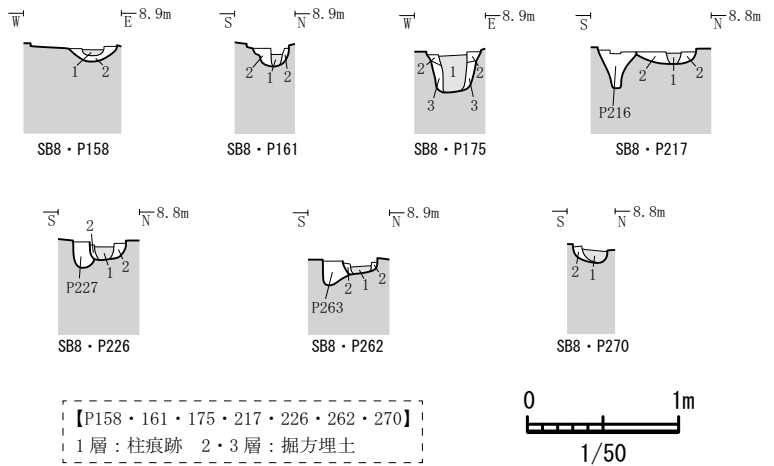 W E 8.9m
S N 8.9m
W E 8.9m
S N 8.8m
1 2
2 1 2
2 1 2
3 3
2 1 2
P216
SB8・P158
SB8・P161
SB8・P175
SB8・P217
S N 8.8m
S N 8.9m
S N 8.8m
2
1 2
P227
2 1 2
P263
2 1
SB8・P226
SB8・P262
SB8・P270
【P158・161・175・217・226・262・270】
1層：柱痕跡 2・3層：掘方埋土
0 1m
1/50